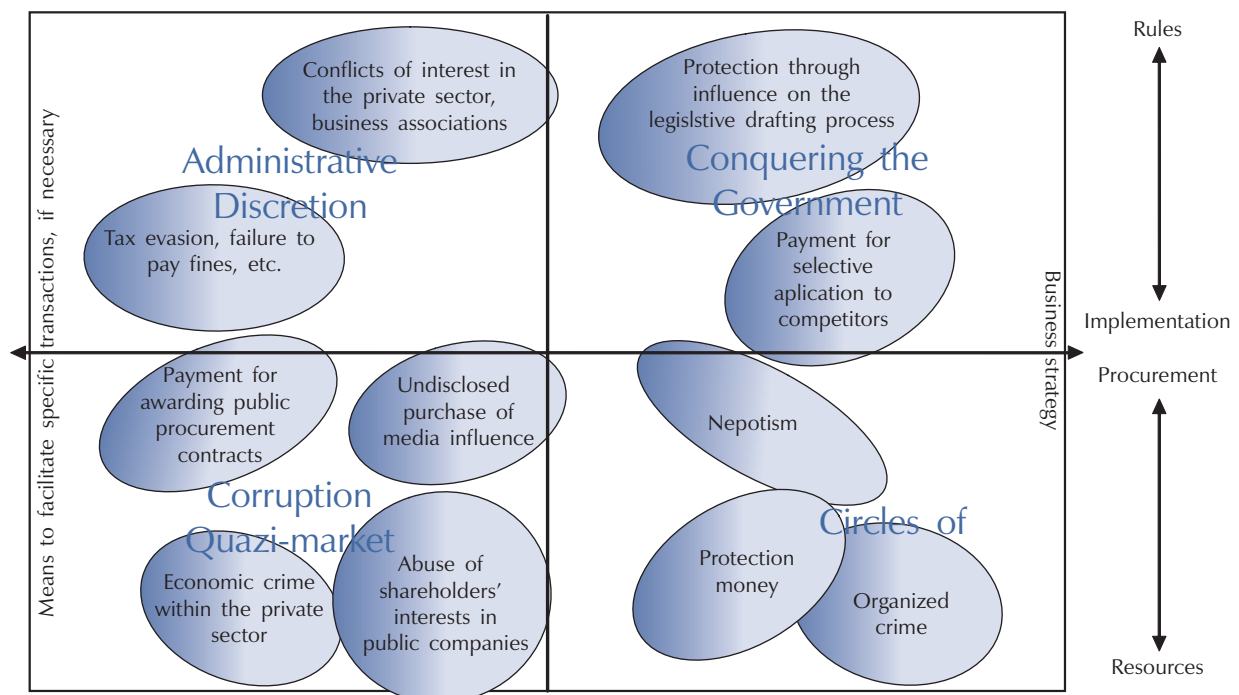 Rules
Conflicts of interest in
the private sector,
business associations
Protection through
influence on the
legislstive drafting process
Administrative
Discretion
Conquering the
Government
Tax evasion, failure to
pay fines, etc.
Payment for
selective
aplication to
competitors
Means to facilitate specific transactions, if necessary
Business strategy
Implementation
Procurement
Payment for
awarding public
procurement
contracts
Undisclosed
purchase of
media influence
Nepotism
Corruption
Quazi-market
Circles of
Economic crime
within the private
sector
Abuse of
shareholders’
interests in
public companies
Protection
money
Organized
crime
Resources